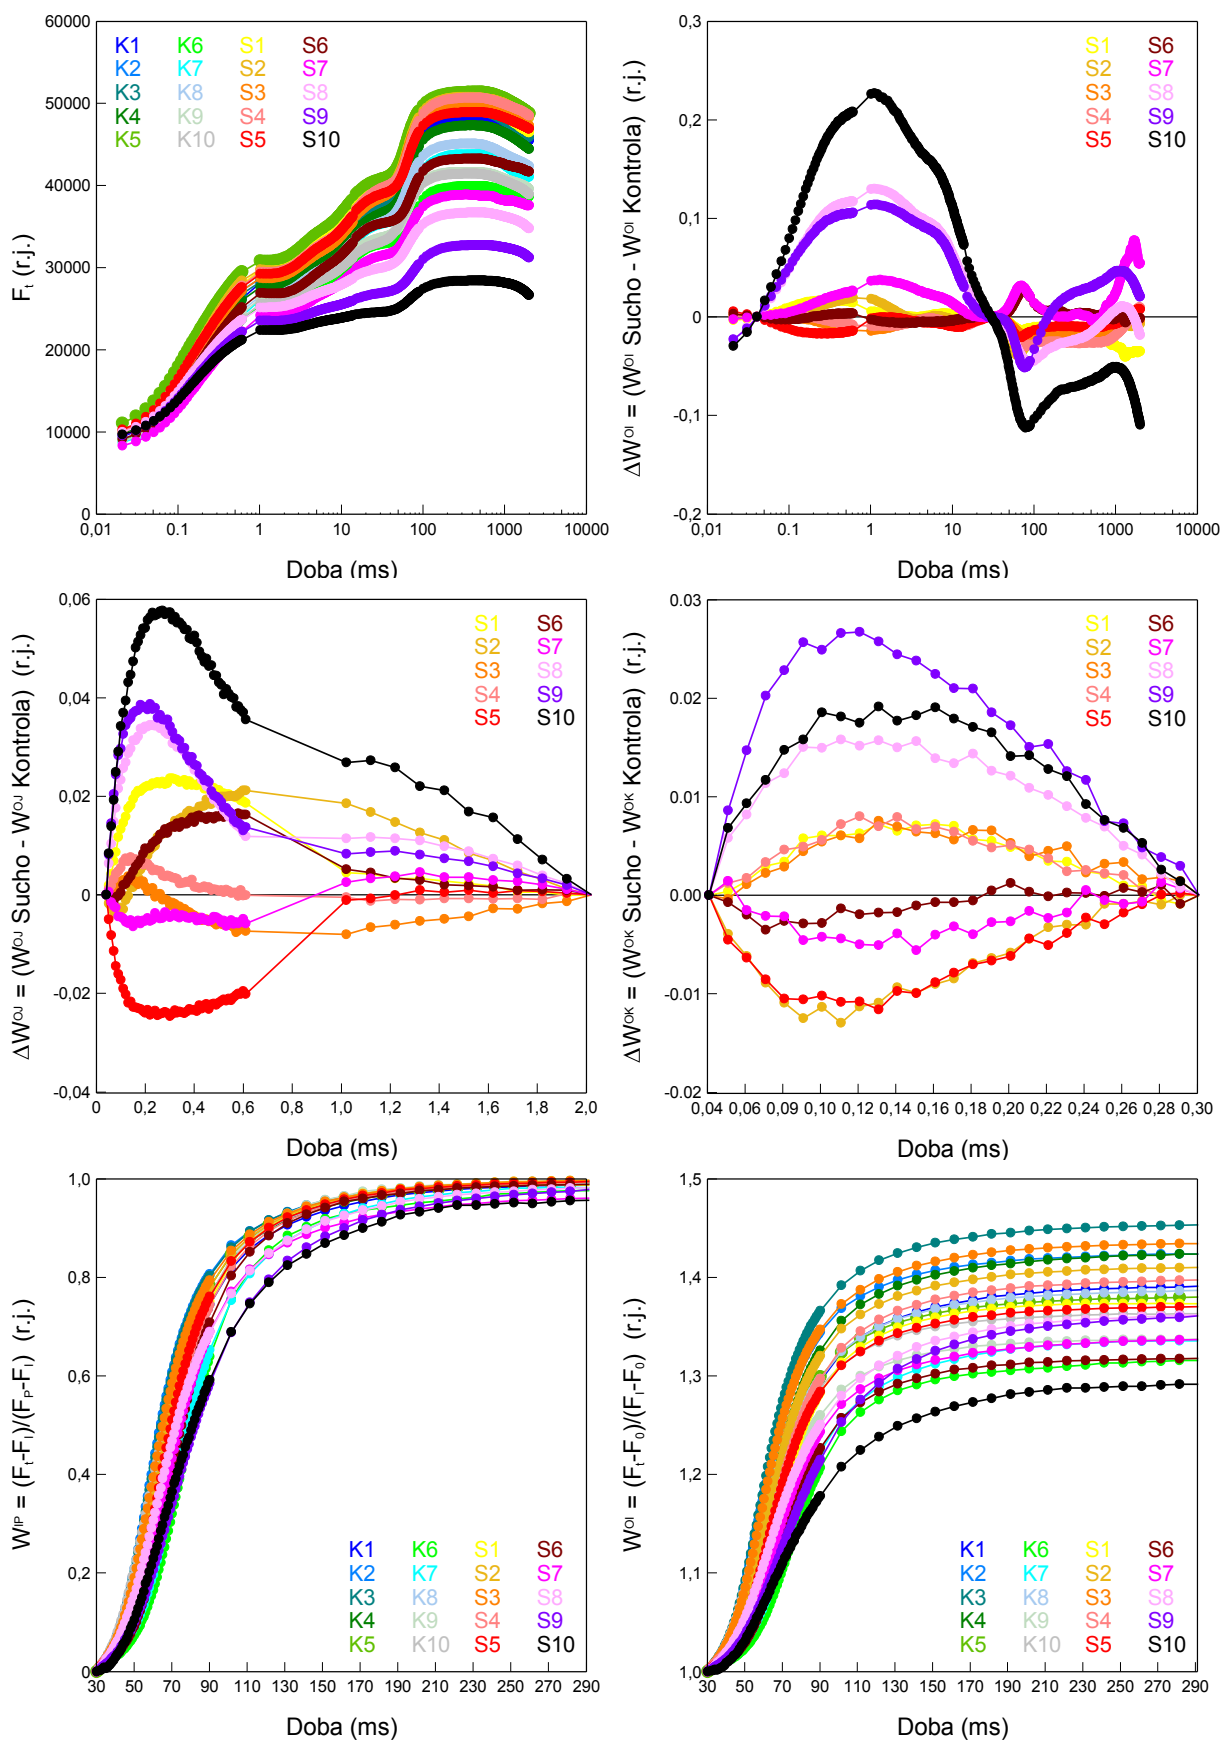 60000
50000
40000
30000
20000
10000
0
K1 K6 S1 S6
K2 K7 S2 S7
K3 K8 S3 S8
K4 K9 S4 S9
K5 K10 S5 S10
0,01 0.1 1 10 100 1000 10000
Doba (ms)
Ft (r.j.)
0,3
0,2
0,1
0
-0,1
-0,2
S1 S6
S2 S7
S3 S8
S4 S9
S5 S10
0,01 0.1 1 10 100 1000 10000
Doba (ms)
ΔWOI = (WOI Sucho - WOI Kontrola) (r.j.)
0,06
0,04
0,02
0
-0,02
-0,04
S1 S6
S2 S7
S3 S8
S4 S9
S5 S10
0 0,2 0,4 0,6 0,8 1,0 1,2 1,4 1,6 1,8 2,0
Doba (ms)
ΔWOJ = (WOJ Sucho - WOJ Kontrola) (r.j.)
0.03
0.02
0.01
0.00
-0.01
-0.02
S1 S6
S2 S7
S3 S8
S4 S9
S5 S10
0,04 0,06 0,09 0,10 0,12 0,14 0,16 0,18 0,20 0,22 0,24 0,26 0,28 0,30
Doba (ms)
ΔWOK = (WOK Sucho - WOK Kontrola) (r.j.)
1,0
0,8
0,6
0,4
0,2
0
K1 K6 S1 S6
K2 K7 S2 S7
K3 K8 S3 S8
K4 K9 S4 S9
K5 K10 S5 S10
30 50 70 90 110 130 150 170 190 210 230 250 270 290
Doba (ms)
WIP = (Ft-FI)/(FP-FI) (r.j.)
1,5
1,4
1,3
1,2
1,1
1,0
K1 K6 S1 S6
K2 K7 S2 S7
K3 K8 S3 S8
K4 K9 S4 S9
K5 K10 S5 S10
30 50 70 90 110 130 150 170 190 210 230 250 270 290
Doba (ms)
WOI = (Ft-F0)/(FI-F0) (r.j.)